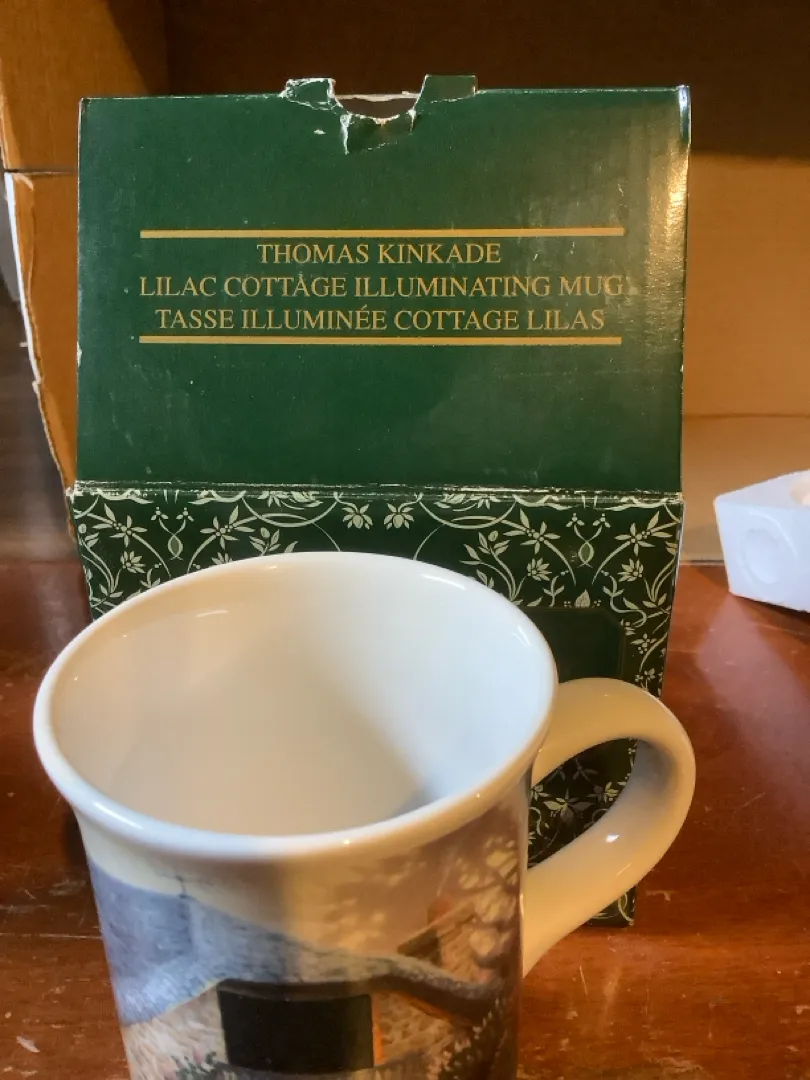 THOMAS KINKADE
LILAC COTTAGE ILLUMINATING MUG
TASSE ILLUMINÉE COTTAGE LILAS